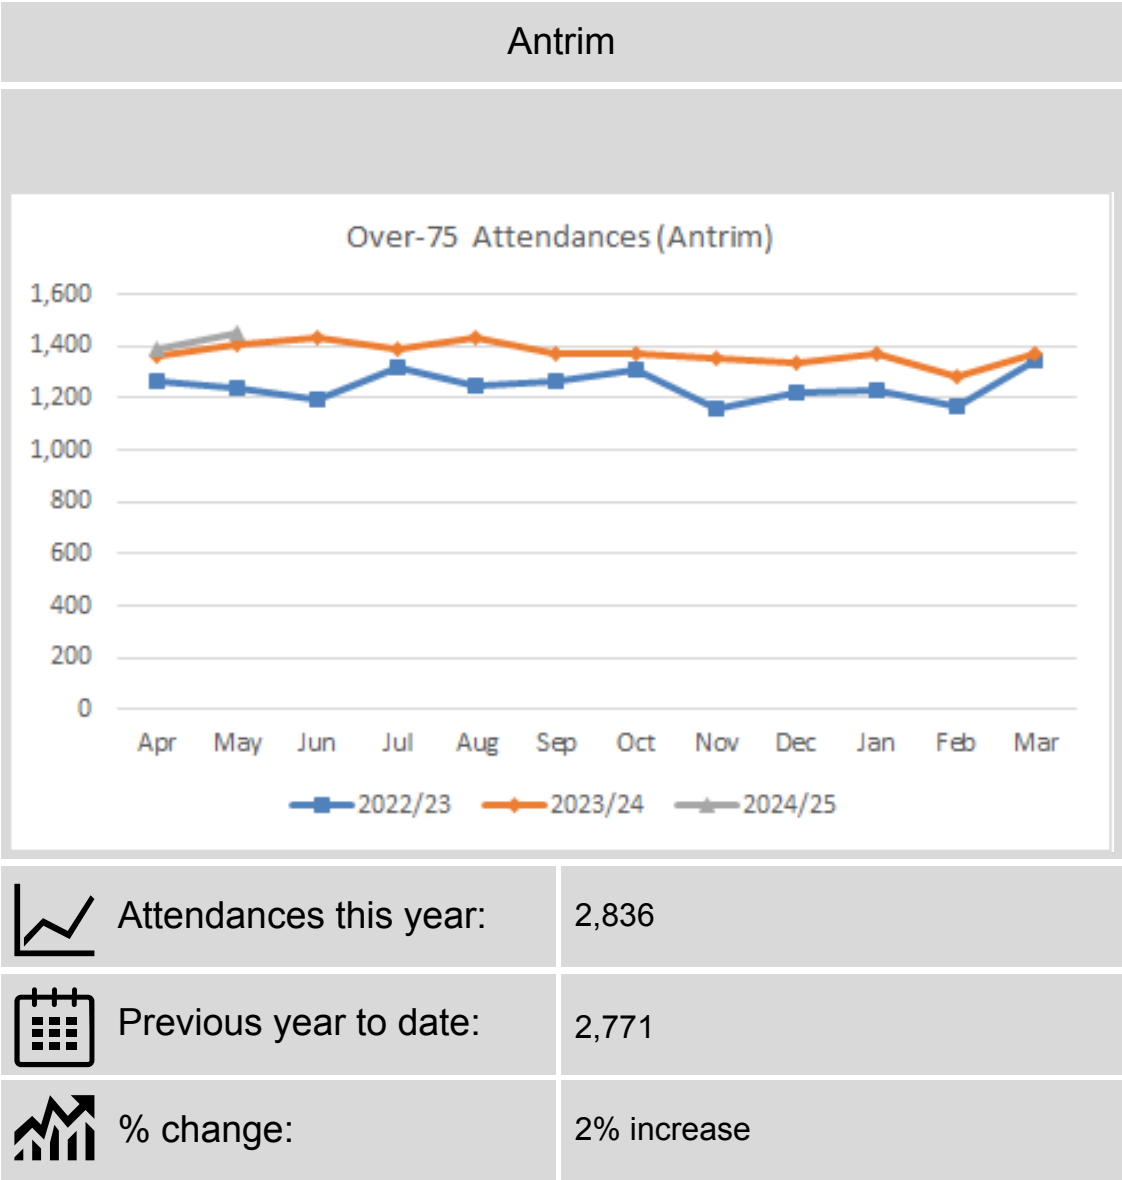 Antrim
Over-75 Attendances (Antrim)
1,600
1,400
1,200
1,000
800
600
400
200
0
Apr May Jun Jul Aug Sep Oct Nov Dec Jan Feb Mar
2022/23 2023/24 2024/25
Attendances this year: 2,836
Previous year to date: 2,771
% change: 2% increase